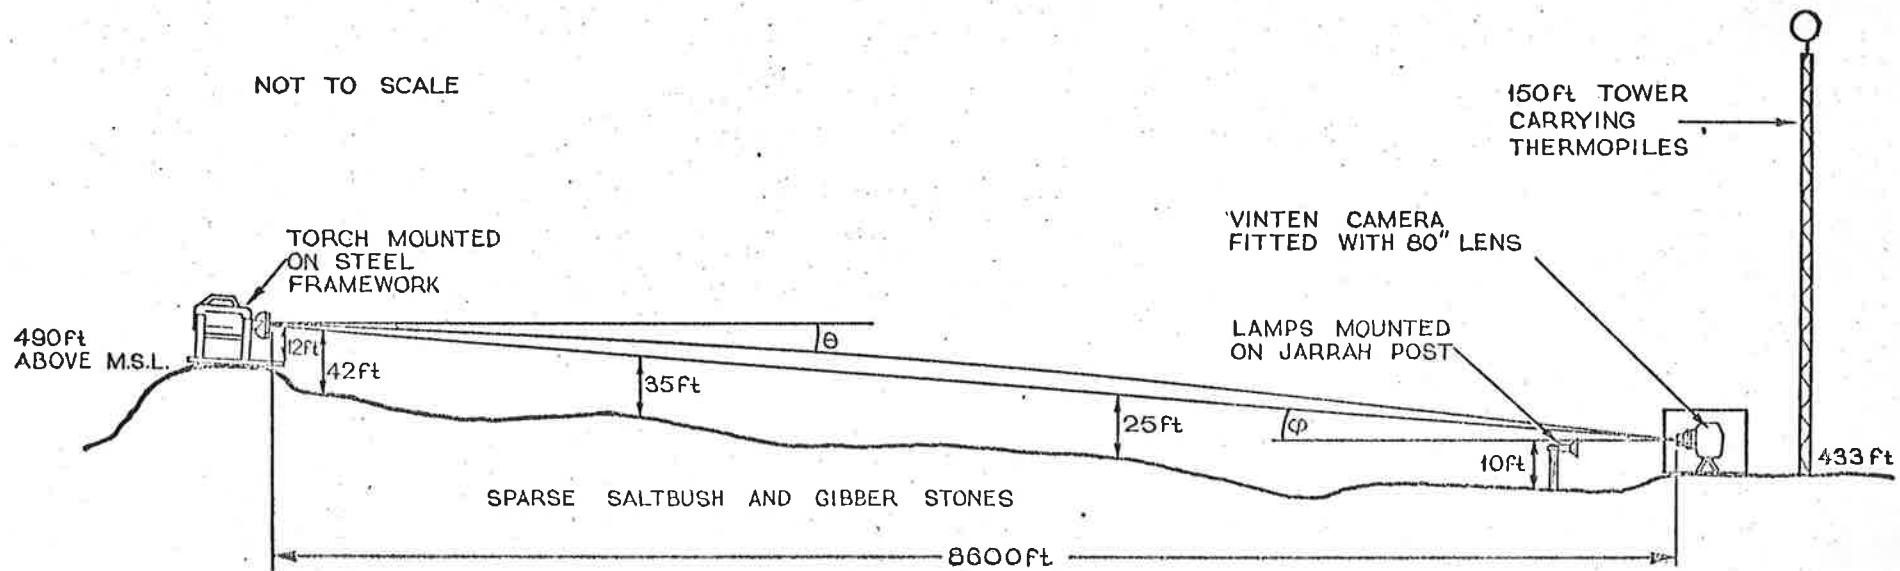 NOT TO SCALE
150ft TOWER
CARRYING
THERMOPILES
VINTEN CAMERA
FITTED WITH 80" LENS
TORCH MOUNTED
ON STEEL
FRAMEWORK
LAMPS MOUNTED
ON JARRAH POST
490ft
ABOVE M.S.L.
12ft
42ft
θ
35ft
25ft
φ
10ft
433ft
SPARSE SALTBUSH AND GIBBER STONES
8600ft